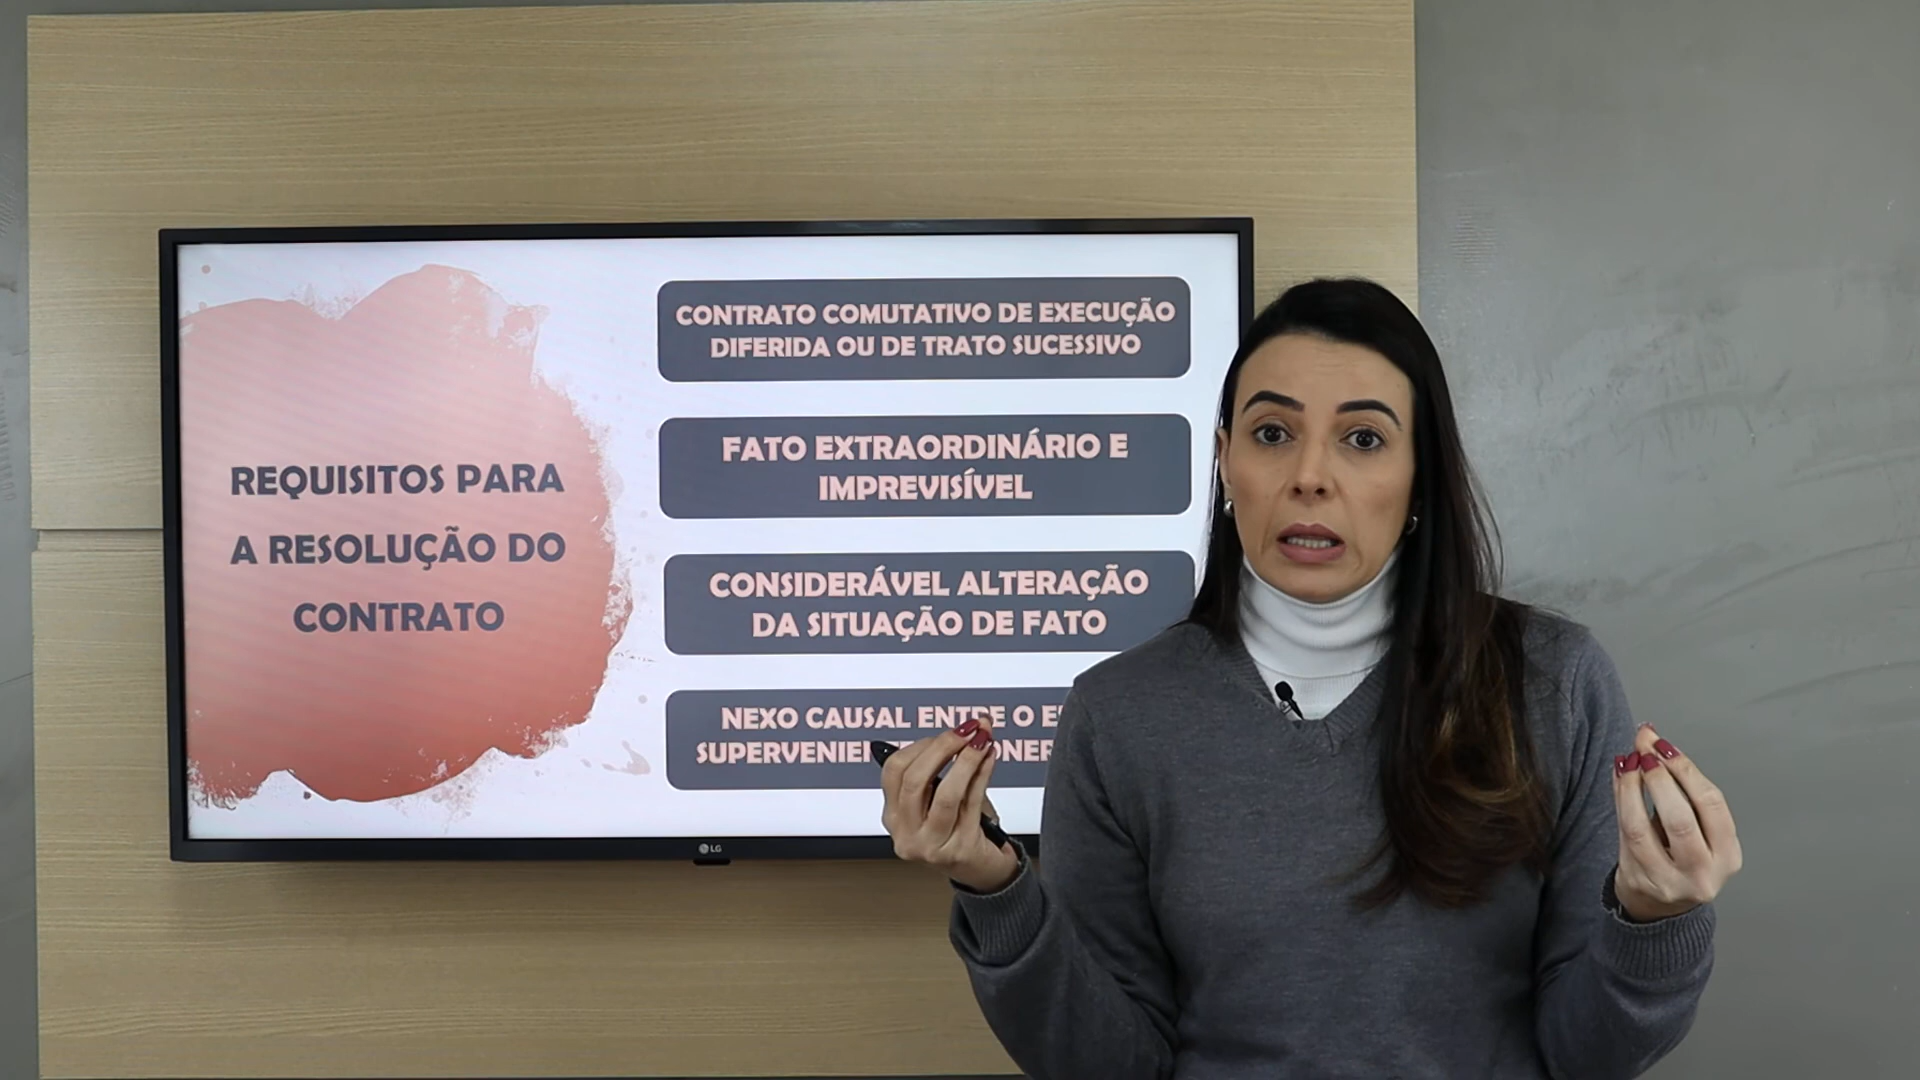 REQUISITOS PARA
A RESOLUÇÃO DO
CONTRATO
CONTRATO COMUTATIVO DE EXECUÇÃO
DIFERIDA OU DE TRATO SUCESSIVO
FATO EXTRAORDINÁRIO E
IMPREVISÍVEL
CONSIDERÁVEL ALTERAÇÃO
DA SITUAÇÃO DE FATO
NEXO CAUSAL ENTRE O
LG